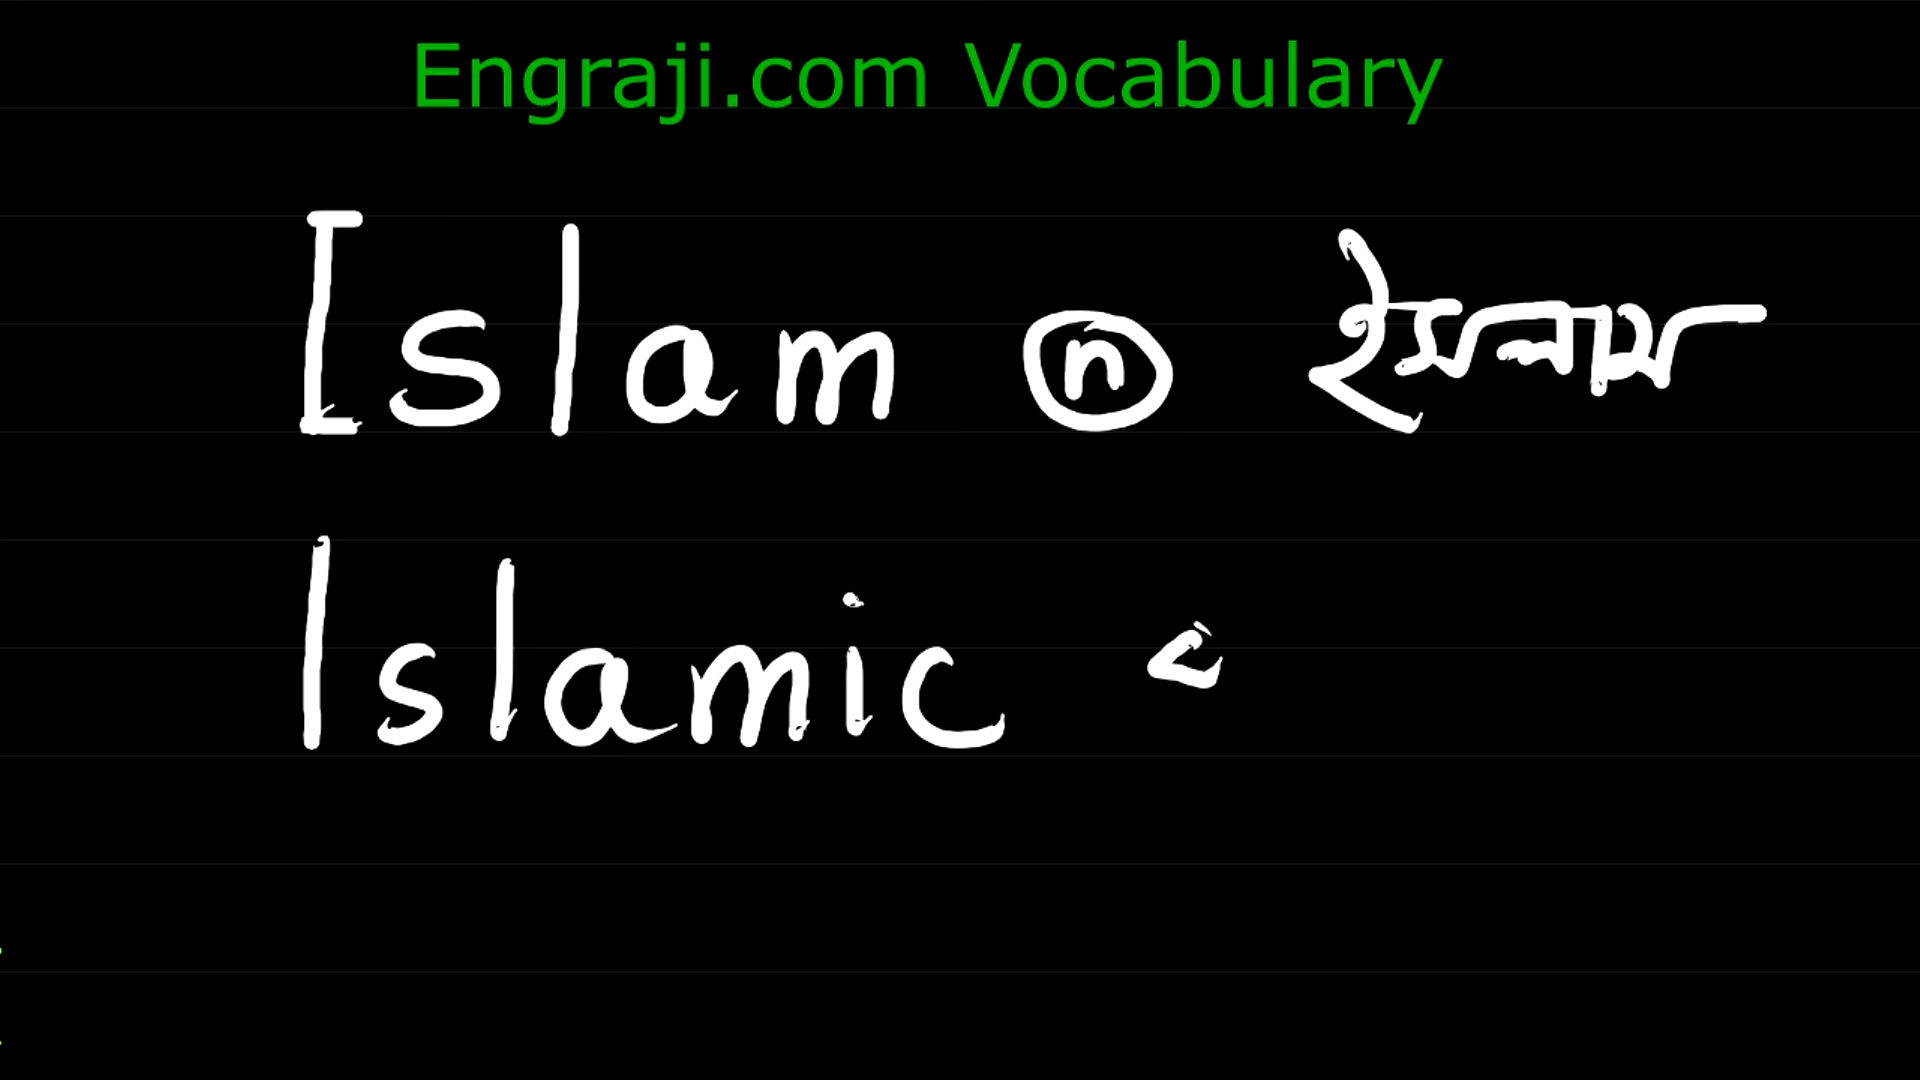 Engraji.com Vocabulary
Islam ⓝ ইসলাম
Islamic